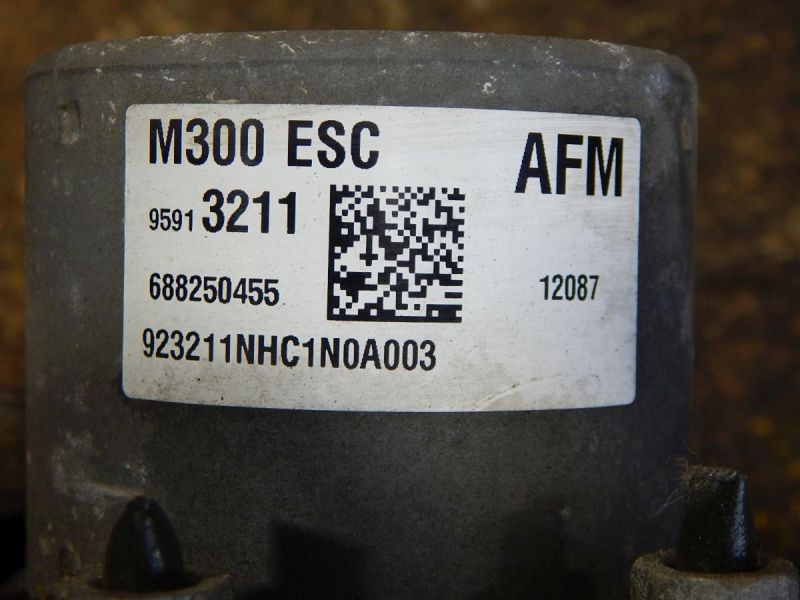 M300 ESC AFM
9591 3211
688250455 12087
923211NHC1N0A003